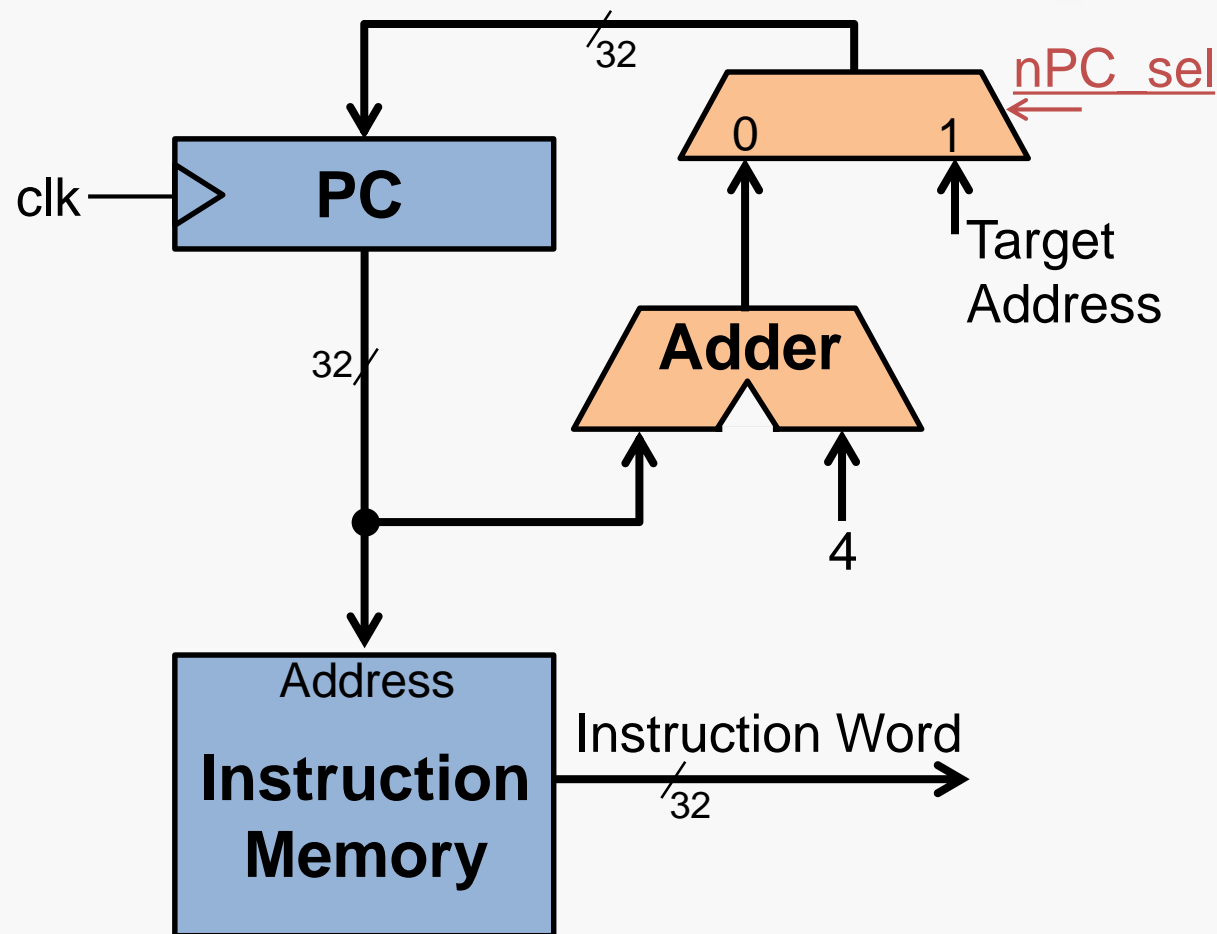 32
nPC_sel
0 1
clk
PC
Target
Address
32
Adder
4
Address
Instruction
Memory
Instruction Word
32